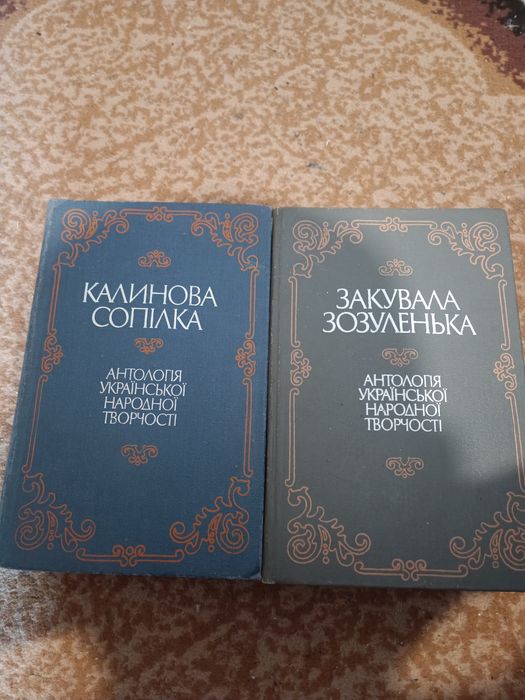 КАЛИНОВА
СОПІЛКА
АНТОЛОГІЯ
УКРАЇНСЬКОЇ
НАРОДНОЇ
ТВОРЧОСТІ
ЗАКУВАЛА
ЗОЗУЛЕНЬКА
АНТОЛОГІЯ
УКРАЇНСЬКОЇ
НАРОДНОЇ
ТВОРЧОСТІ